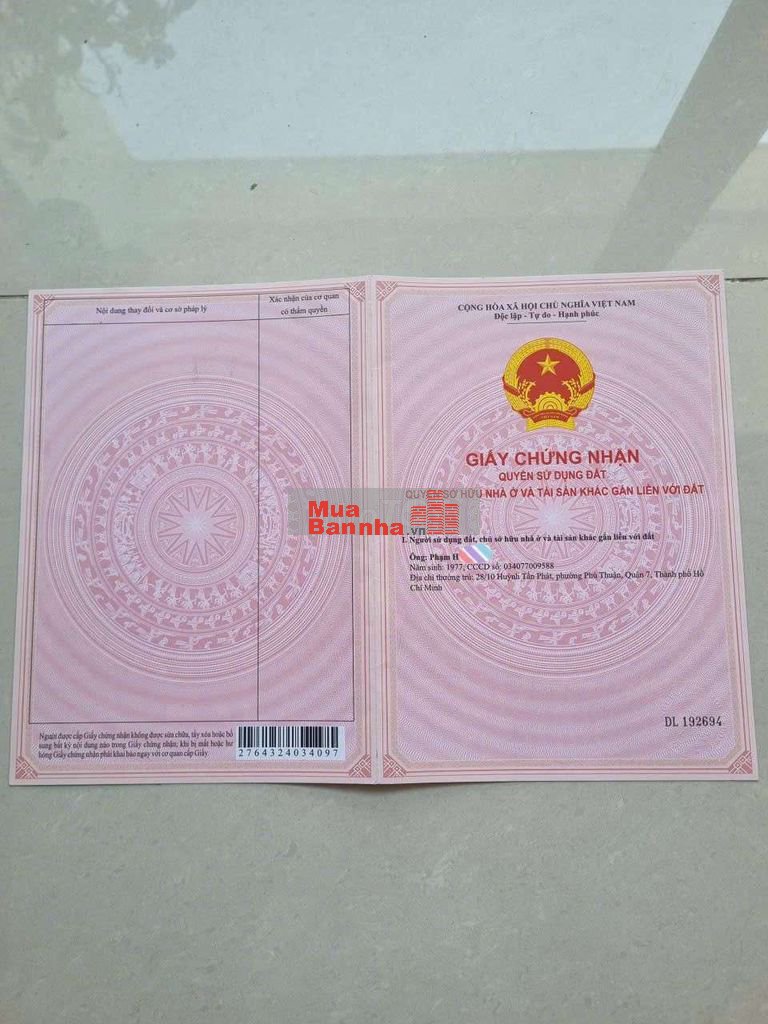 Nội dung thay đổi và cơ sở pháp lý
Xác nhận của cơ quan
có thẩm quyền
Người được cấp Giấy chứng nhận không được sửa chữa, tẩy xóa hoặc bổ
sung bất kỳ nội dung nào trong Giấy chứng nhận; khi bị mất hoặc hư
hỏng Giấy chứng nhận phải khai báo ngay với cơ quan cấp Giấy.
2764324034097
CỘNG HÒA XÃ HỘI CHỦ NGHĨA VIỆT NAM
Độc lập - Tự do - Hạnh phúc
GIẤY CHỨNG NHẬN
QUYỀN SỬ DỤNG ĐẤT
QUYỀN SỞ HỮU NHÀ Ở VÀ TÀI SẢN KHÁC GẮN LIỀN VỚI ĐẤT
Mua
Bannha.vn
I. Người sử dụng đất, chủ sở hữu nhà ở và tài sản khác gắn liền với đất
Ông: Phạm H
Năm sinh: 1977, CCCD số: 034077009588
Địa chỉ thường trú: 28/10 Huỳnh Tấn Phát, phường Phú Thuận, Quận 7, Thành phố Hồ
Chí Minh
DL 192694